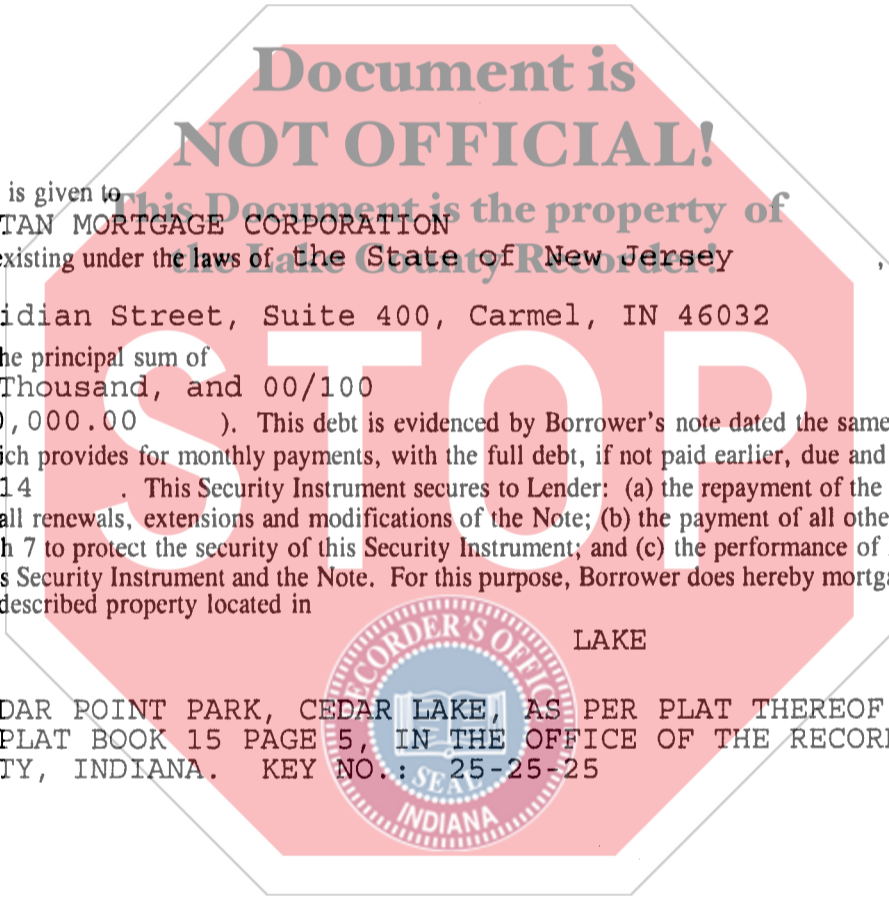 Document is
NOT OFFICIAL!
This Document is the property of
the Lake County Recorder!
STOP
is given to
TAN MORTGAGE CORPORATION
existing under the laws of the State of New Jersey ,
idian Street, Suite 400, Carmel, IN 46032
he principal sum of
Thousand, and 00/100
0,000.00 ). This debt is evidenced by Borrower's note dated the same
ich provides for monthly payments, with the full debt, if not paid earlier, due and
14 . This Security Instrument secures to Lender: (a) the repayment of the
all renewals, extensions and modifications of the Note; (b) the payment of all othe
h 7 to protect the security of this Security Instrument; and (c) the performance of
s Security Instrument and the Note. For this purpose, Borrower does hereby mortga
described property located in
LAKE
DAR POINT PARK, CEDAR LAKE, AS PER PLAT THEREOF
PLAT BOOK 15 PAGE 5, IN THE OFFICE OF THE RECOR
TY, INDIANA. KEY NO.: 25-25-25
RECORDER'S OFFICE
SEAL
INDIANA